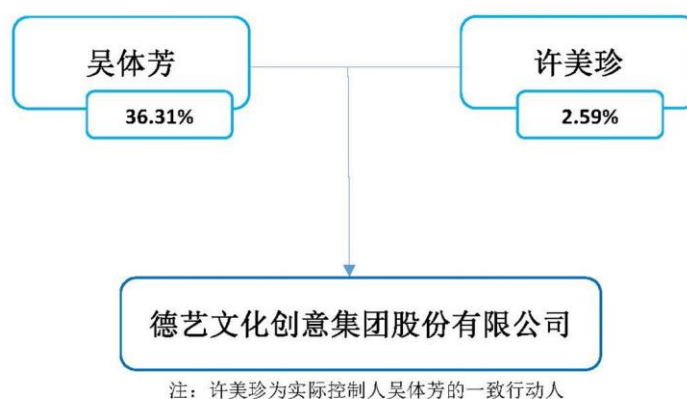 吴体芳
许美珍
36.31%
2.59%
德艺文化创意集团股份有限公司
注：许美珍为实际控制人吴体芳的一致行动人